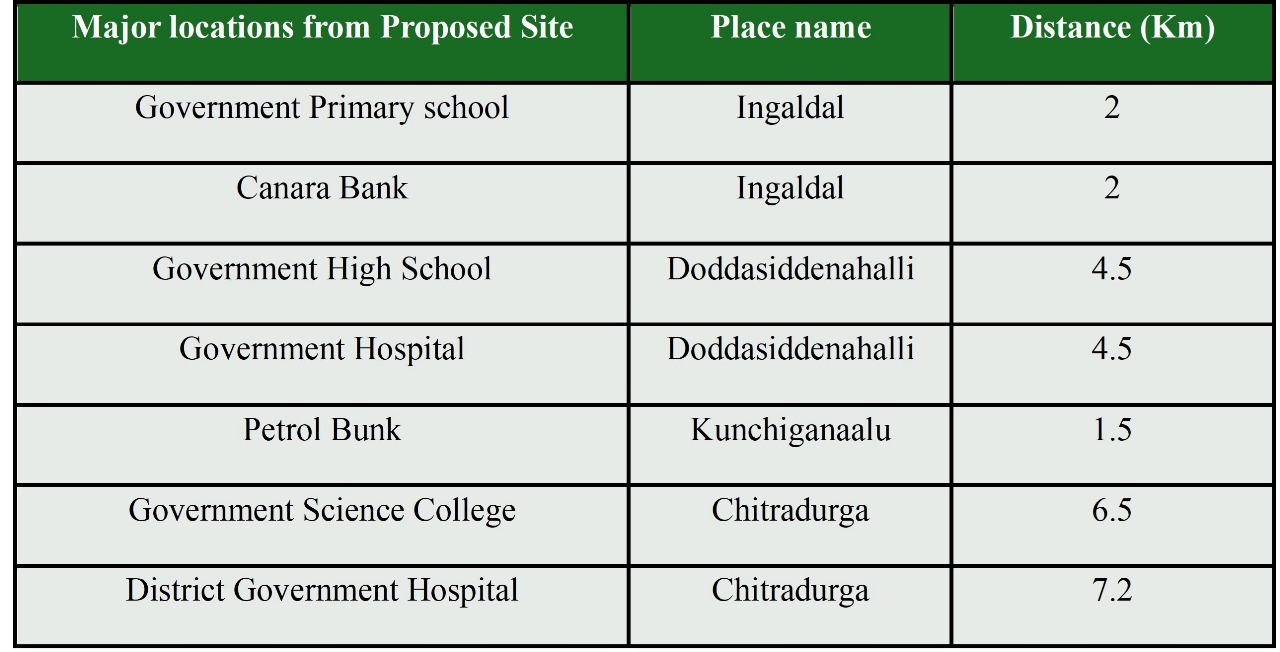 Major locations from Proposed Site Place name Distance (Km)
Government Primary school Ingaldal 2
Canara Bank Ingaldal 2
Government High School Doddasiddenahalli 4.5
Government Hospital Doddasiddenahalli 4.5
Petrol Bunk Kunchiganaalu 1.5
Government Science College Chitradurga 6.5
District Government Hospital Chitradurga 7.2